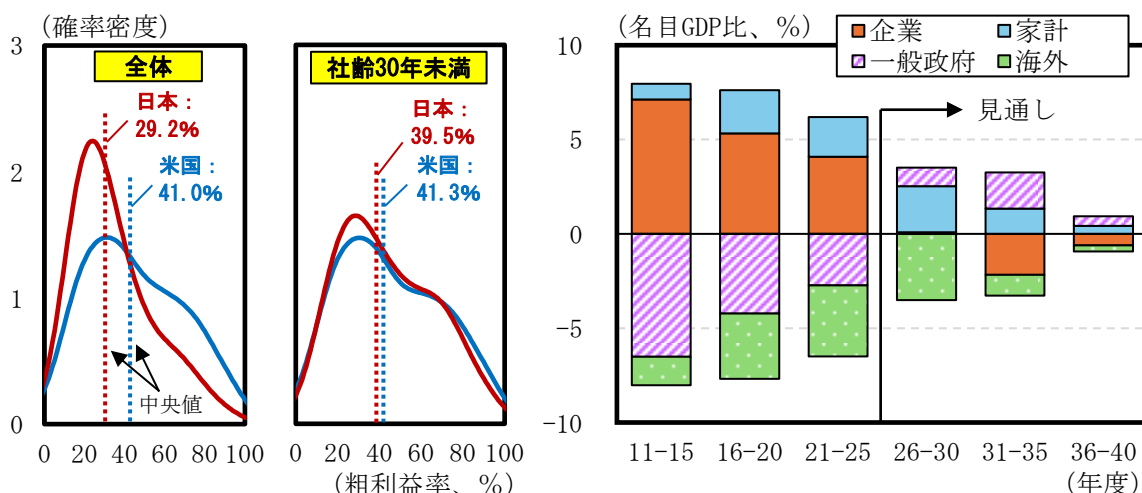 (確率密度)
3
2
1
0
全体
日本：
29.2%
米国：
41.0%
中央値
0 20 40 60 80 100
社齢30年未満
日本：
39.5%
米国：
41.3%
0 20 40 60 80 100
(粗利益率、%)
(名目GDP比、%)
企業
家計
一般政府
海外
見通し
10
5
0
-5
-10
11-15 16-20 21-25 26-30 31-35 36-40
(年度)